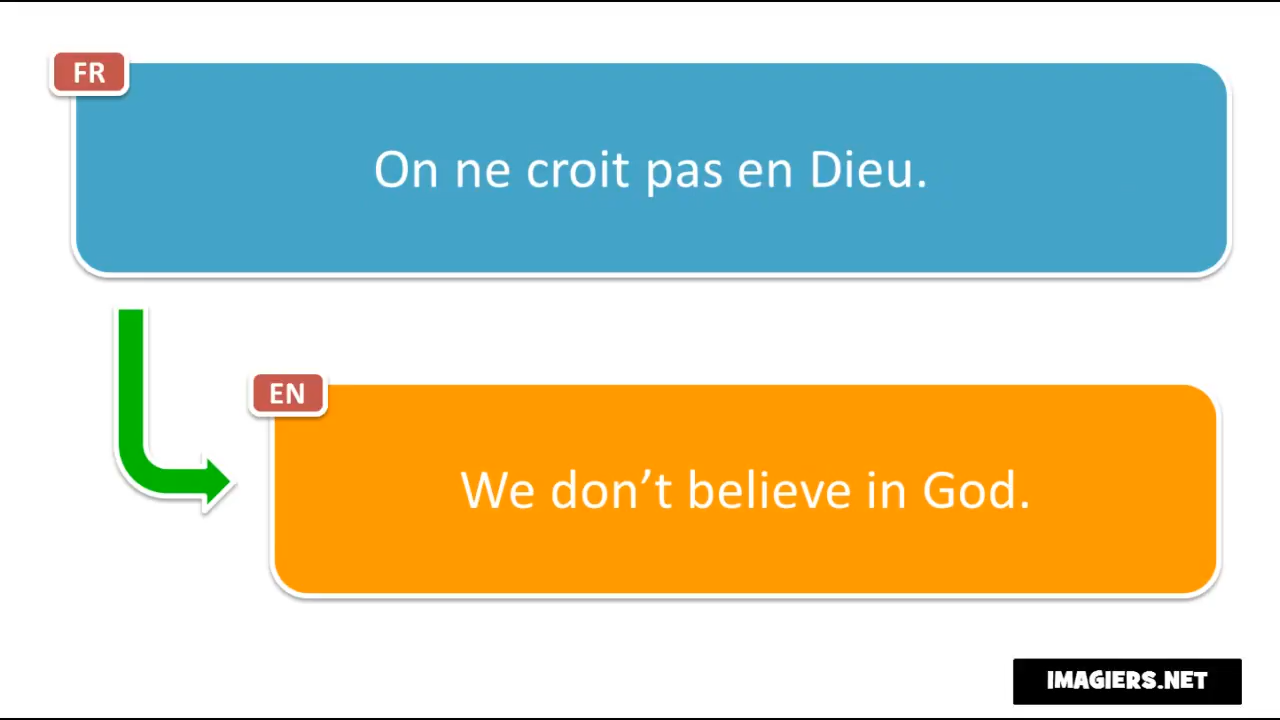 FR
On ne croit pas en Dieu.
EN
We don’t believe in God.
IMAGIERS.NET